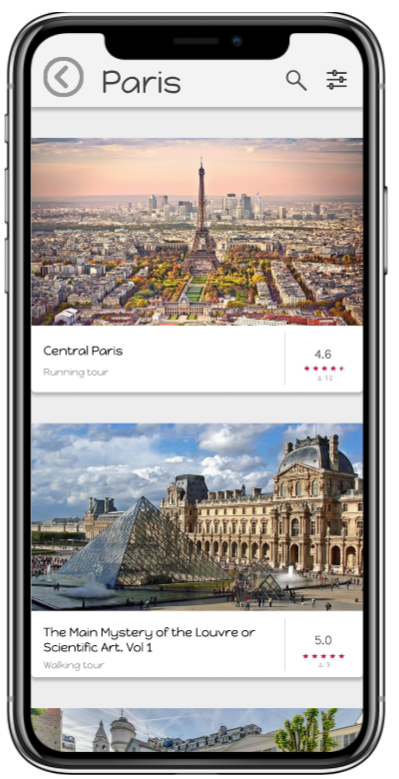 Paris
Central Paris
Running tour
4.6
10
The Main Mystery of the Louvre or
Scientific Art. Vol 1
Walking tour
5.0
9